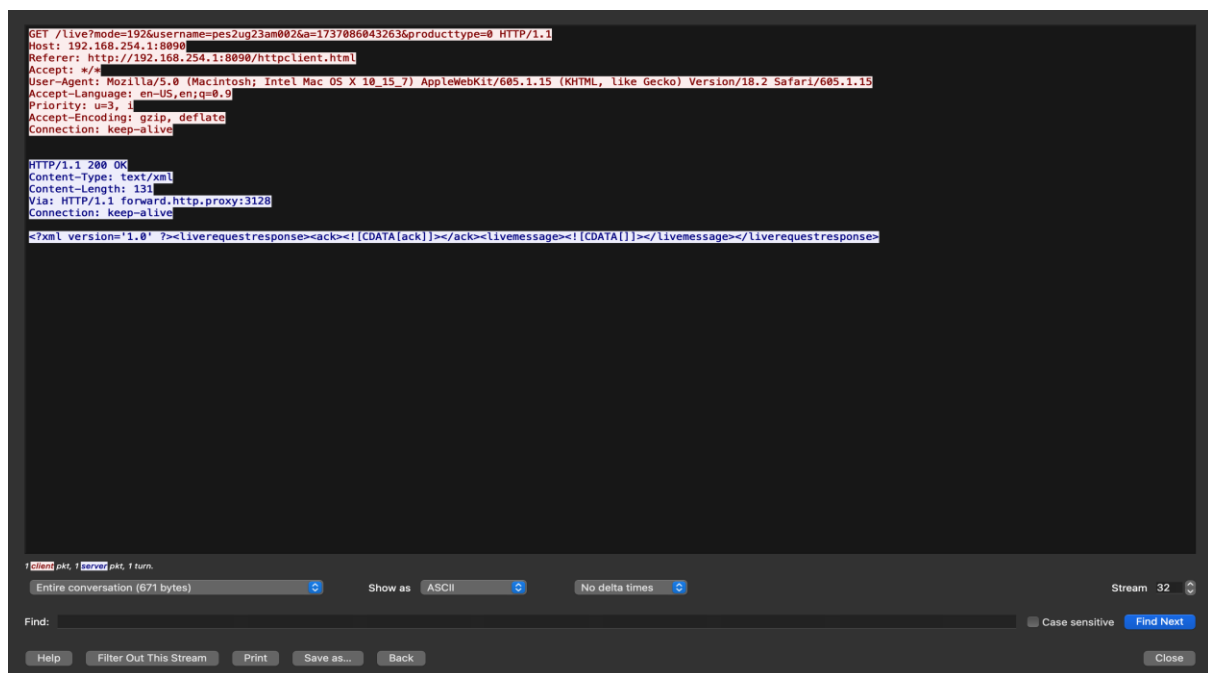 GET /live?mode=192&username=pes2ug23am002&a=1737086043263&producttype=0 HTTP/1.1
Host: 192.168.254.1:8090
Referer: http://192.168.254.1:8090/httpclient.html
Accept: */*
User-Agent: Mozilla/5.0 (Macintosh; Intel Mac OS X 10_15_7) AppleWebKit/605.1.15 (KHTML, like Gecko) Version/18.2 Safari/605.1.15
Accept-Language: en-US,en;q=0.9
Priority: u=3, i
Accept-Encoding: gzip, deflate
Connection: keep-alive
HTTP/1.1 200 OK
Content-Type: text/xml
Content-Length: 131
Via: HTTP/1.1 forward.http.proxy:3128
Connection: keep-alive
<?xml version='1.0' ?><liverequestresponse><ack><![CDATA[ack]]></ack><livemessage><![CDATA[]]></livemessage></liverequestresponse>
1 client pkt, 1 server pkt, 1 turn.
Entire conversation (671 bytes) Show as ASCII No delta times Stream 32
Find: Case sensitive Find Next
Help Filter Out This Stream Print Save as... Back Close